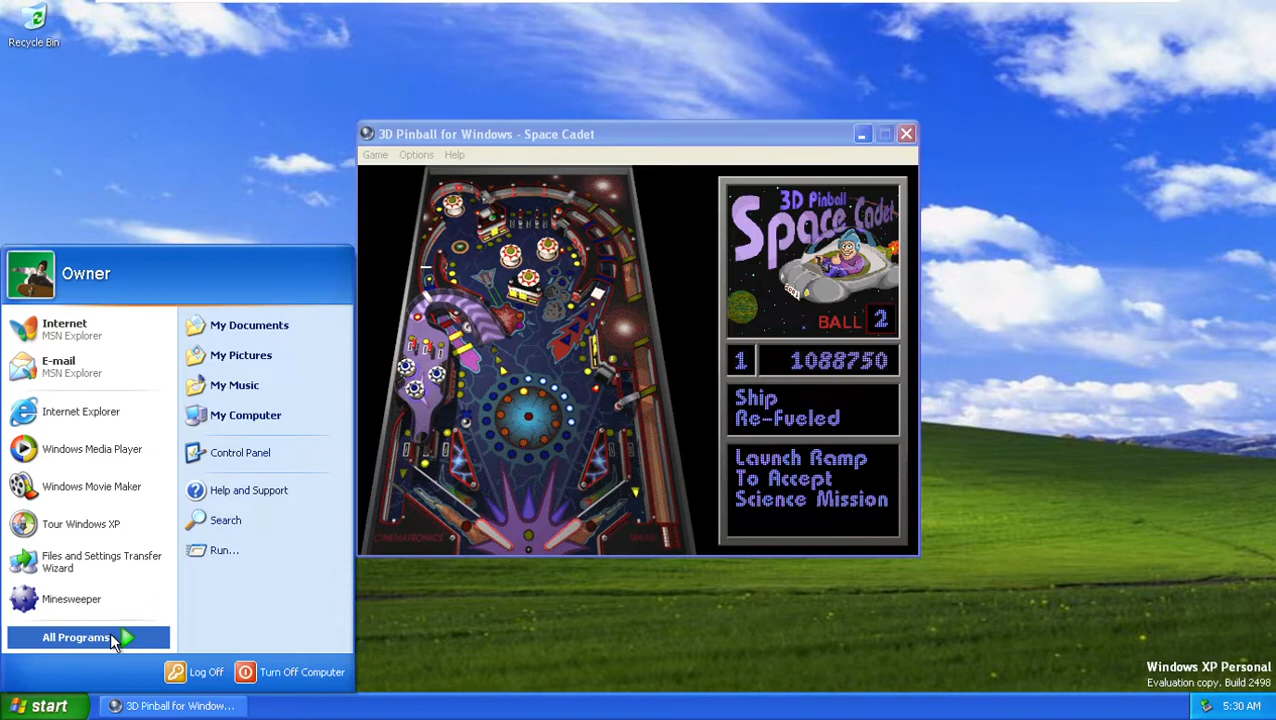 Recycle Bin
3D Pinball for Windows - Space Cadet
Game Options Help
3D Pinball
Space Cadet
BALL 2
1 1088750
Ship
Re-Fueled
Launch Ramp
To Accept
Science Mission
CINEMATRONICS
Owner
Internet
MSN Explorer
E-mail
MSN Explorer
Internet Explorer
Windows Media Player
Windows Movie Maker
Tour Windows XP
Files and Settings Transfer
Wizard
Minesweeper
All Programs
My Documents
My Pictures
My Music
My Computer
Control Panel
Help and Support
Search
Run...
Log Off
Turn Off Computer
Windows XP Personal
Evaluation copy. Build 2498
start
3D Pinball for Window...
5:30 AM